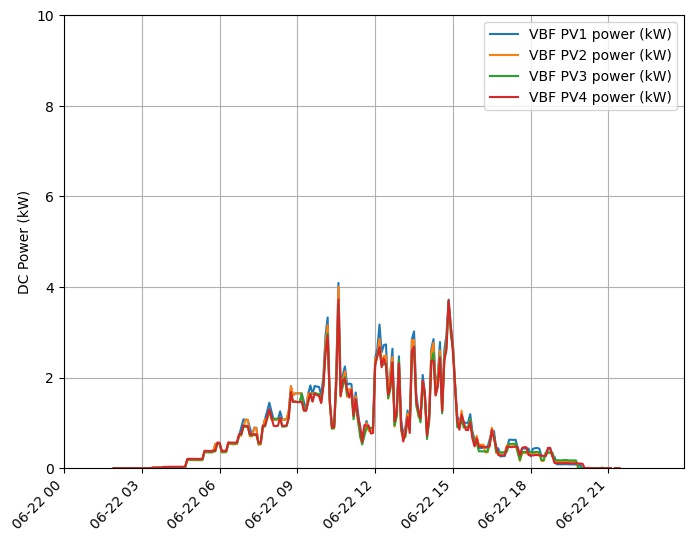 10
8
6
4
2
0
DC Power (kW)
VBF PV1 power (kW)
VBF PV2 power (kW)
VBF PV3 power (kW)
VBF PV4 power (kW)
06-22 00
06-22 03
06-22 06
06-22 09
06-22 12
06-22 15
06-22 18
06-22 21